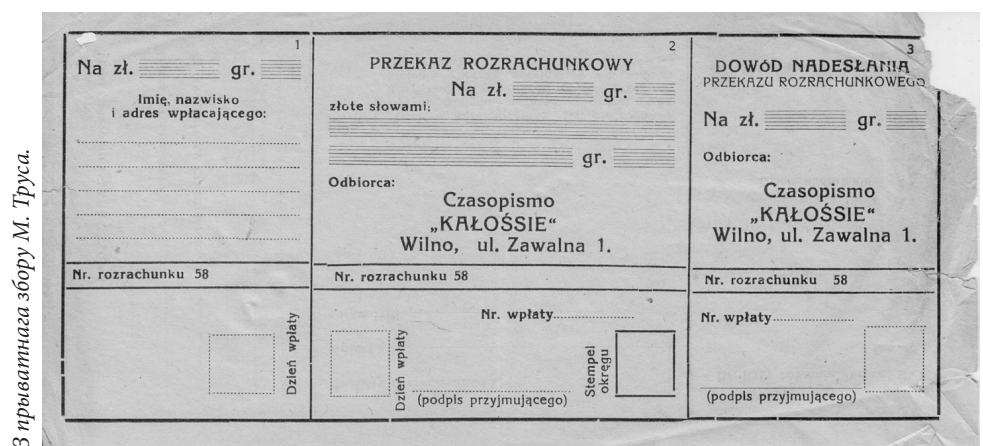 З прыватнага збору М. Труса.
1
Na zł. gr.
Imię, nazwisko
i adres wpłacającego:
Nr. rozrachunku 58
Dzień wpłaty
2
PRZEKAZ ROZRACHUNKOWY
Na zł. gr.
złote słowami:
gr.
Odbiorca:
Czasopismo
„KAŁOŚSIE“
Wilno, ul. Zawalna 1.
Nr. rozrachunku 58
Nr. wpłaty
Dzień wpłaty
(podpis przyjmującego)
Stempel
okręgu
3
DOWÓD NADESŁANIA
PRZEKAZU ROZRACHUNKOWEGO
Na zł. gr.
Odbiorca:
Czasopismo
„KAŁOŚSIE“
Wilno, ul. Zawalna 1.
Nr. rozrachunku 58
Nr. wpłaty
(podpis przyjmującego)